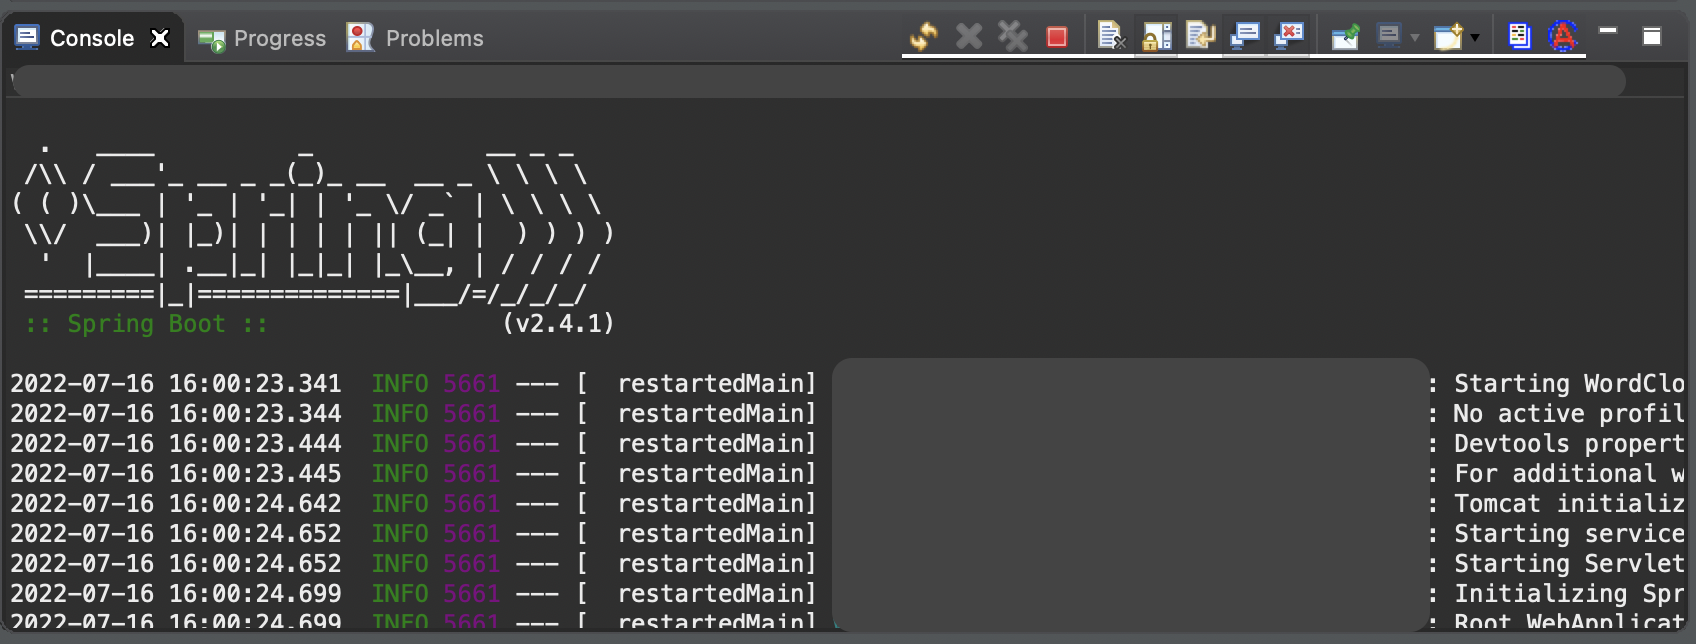 Console Progress Problems
  .   ____          _            __ _ _
 /\\ / ___'_ __ _ _(_)_ __  __ _ \ \ \ \
( ( )\___ | '_ | '_| | '_ \/ _` | \ \ \ \
 \\/  ___)| |_)| | | | | || (_| |  ) ) ) )
  '  |____| .__|_| |_|_| |_\__, | / / / /
 =========|_|==============|___/=/_/_/_/
 :: Spring Boot ::                (v2.4.1)
2022-07-16 16:00:23.341  INFO 5661 --- [  restartedMain] : Starting WordClo
2022-07-16 16:00:23.344  INFO 5661 --- [  restartedMain] : No active profil
2022-07-16 16:00:23.444  INFO 5661 --- [  restartedMain] : Devtools propert
2022-07-16 16:00:23.445  INFO 5661 --- [  restartedMain] : For additional w
2022-07-16 16:00:24.642  INFO 5661 --- [  restartedMain] : Tomcat initializ
2022-07-16 16:00:24.652  INFO 5661 --- [  restartedMain] : Starting service
2022-07-16 16:00:24.652  INFO 5661 --- [  restartedMain] : Starting Servlet
2022-07-16 16:00:24.699  INFO 5661 --- [  restartedMain] : Initializing Spr
2022-07-16 16:00:24.699  INFO 5661 --- [  restartedMain] : Root WebApplicat